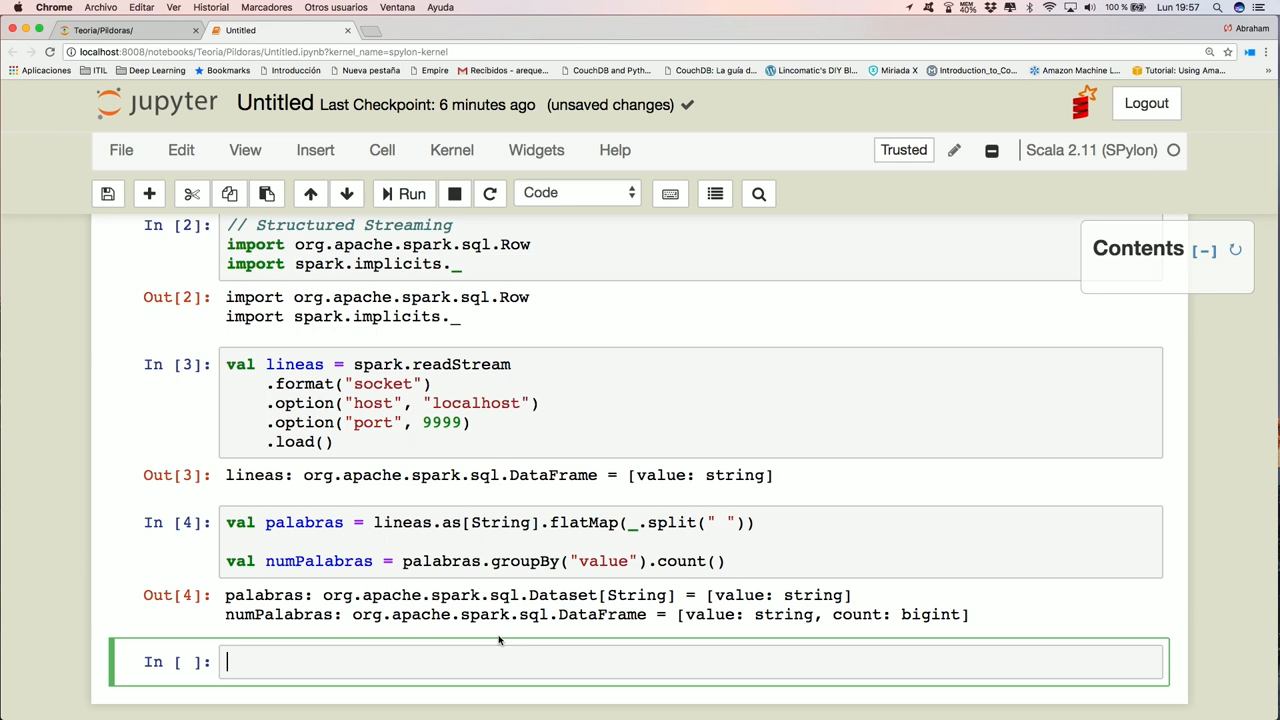 Chrome Archivo Editar Ver Historial Marcadores Otros usuarios Ventana Ayuda MEM 40% 100 % Lun 19:57
Teoria/Pildoras/ Untitled Abraham
localhost:8008/notebooks/Teoria/Pildoras/Untitled.ipynb?kernel_name=spylon-kernel
Aplicaciones ITIL Deep Learning Bookmarks Introducción Nueva pestaña Empire Recibidos - areque... CouchDB and Pyth... CouchDB: La guía d... Lincomatic's DIY Bl... Miriada X Introduction_to_Co... Amazon Machine L... Tutorial: Using Ama... »
jupyter Untitled Last Checkpoint: 6 minutes ago (unsaved changes) Logout
File Edit View Insert Cell Kernel Widgets Help Trusted Scala 2.11 (SPylon)
Run Code
Contents [-]
In [2]: // Structured Streaming
import org.apache.spark.sql.Row
import spark.implicits._
Out[2]: import org.apache.spark.sql.Row
import spark.implicits._
In [3]: val lineas = spark.readStream
.format("socket")
.option("host", "localhost")
.option("port", 9999)
.load()
Out[3]: lineas: org.apache.spark.sql.DataFrame = [value: string]
In [4]: val palabras = lineas.as[String].flatMap(_.split(" "))
val numPalabras = palabras.groupBy("value").count()
Out[4]: palabras: org.apache.spark.sql.Dataset[String] = [value: string]
numPalabras: org.apache.spark.sql.DataFrame = [value: string, count: bigint]
In [ ]: